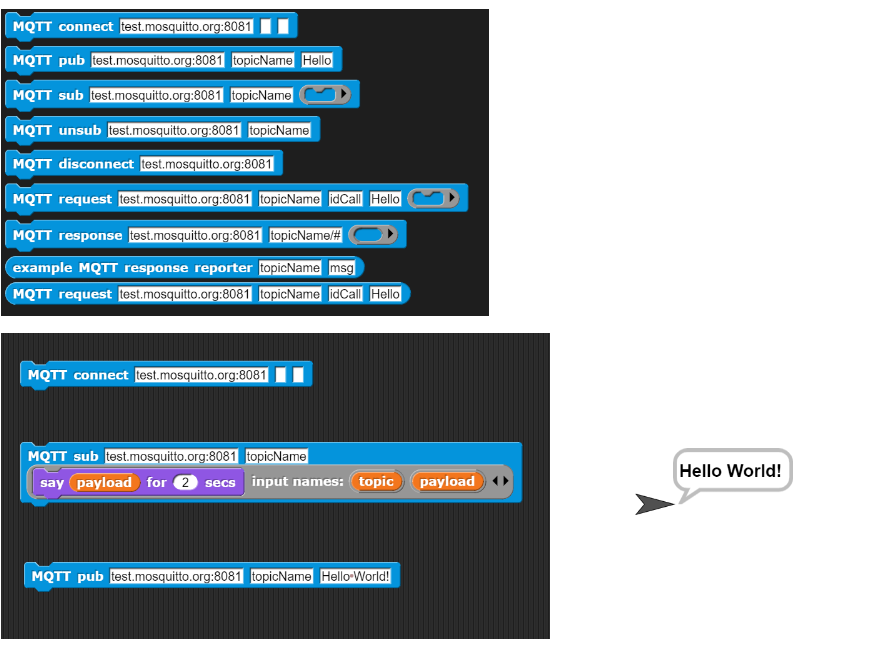 MQTT connect test.mosquitto.org:8081
MQTT pub test.mosquitto.org:8081 topicName Hello
MQTT sub test.mosquitto.org:8081 topicName
MQTT unsub test.mosquitto.org:8081 topicName
MQTT disconnect test.mosquitto.org:8081
MQTT request test.mosquitto.org:8081 topicName idCall Hello
MQTT response test.mosquitto.org:8081 topicName/#
example MQTT response reporter topicName msg
MQTT request test.mosquitto.org:8081 topicName idCall Hello
MQTT connect test.mosquitto.org:8081
MQTT sub test.mosquitto.org:8081 topicName
say payload for 2 secs input names: topic payload
Hello World!
MQTT pub test.mosquitto.org:8081 topicName Hello World!